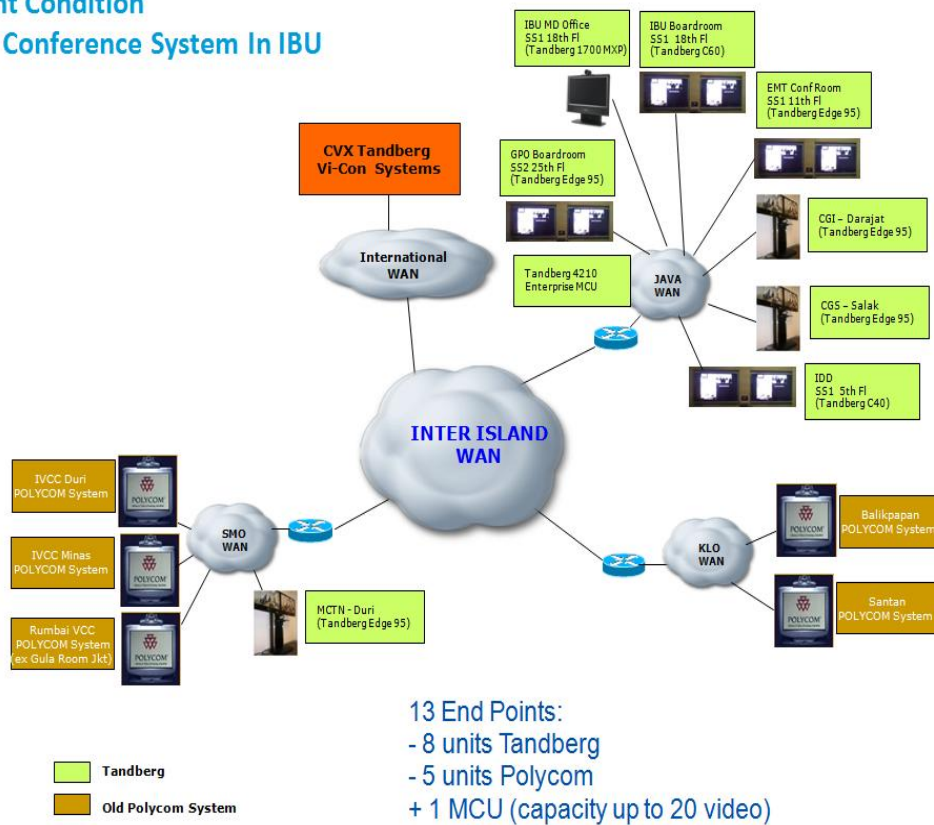 nt Condition
Conference System In IBU
IBU MD Office
SS1 18th Fl
(Tandberg 1700 MXP)
IBU Boardroom
SS1 18th Fl
(Tandberg C60)
EMT Conf Room
SS1 11th Fl
(Tandberg Edge 95)
CVX Tandberg
Vi-Con Systems
GPO Boardroom
SS2 25th Fl
(Tandberg Edge 95)
CGI – Darajat
(Tandberg Edge 95)
International
WAN
Tandberg 4210
Enterprise MCU
JAVA
WAN
CGS – Salak
(Tandberg Edge 95)
IDD
SS1 5th Fl
(Tandberg C40)
INTER ISLAND
WAN
IVCC Duri
POLYCOM System
POLYCOM
SMO
WAN
IVCC Minas
POLYCOM System
POLYCOM
Rumbai VCC
POLYCOM System
(ex Gula Room Jkt)
POLYCOM
MCTN - Duri
(Tandberg Edge 95)
KLO
WAN
POLYCOM
Balikpapan
POLYCOM System
POLYCOM
Santan
POLYCOM System
13 End Points:
- 8 units Tandberg
- 5 units Polycom
+ 1 MCU (capacity up to 20 video)
Tandberg
Old Polycom System